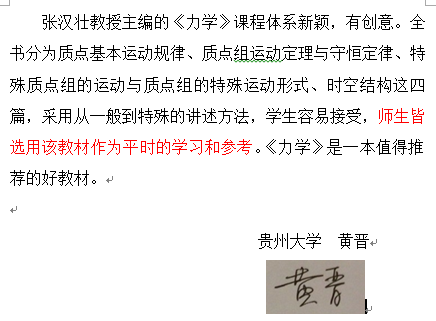 张汉壮教授主编的《力学》课程体系新颖，有创意。全
书分为质点基本运动规律、质点组运动定理与守恒定律、特
殊质点组的运动与质点组的特殊运动形式、时空结构这四
篇，采用从一般到特殊的讲述方法，学生容易接受，师生皆
选用该教材作为平时的学习和参考。《力学》是一本值得推
荐的好教材。
贵州大学 黄晋
黄晋